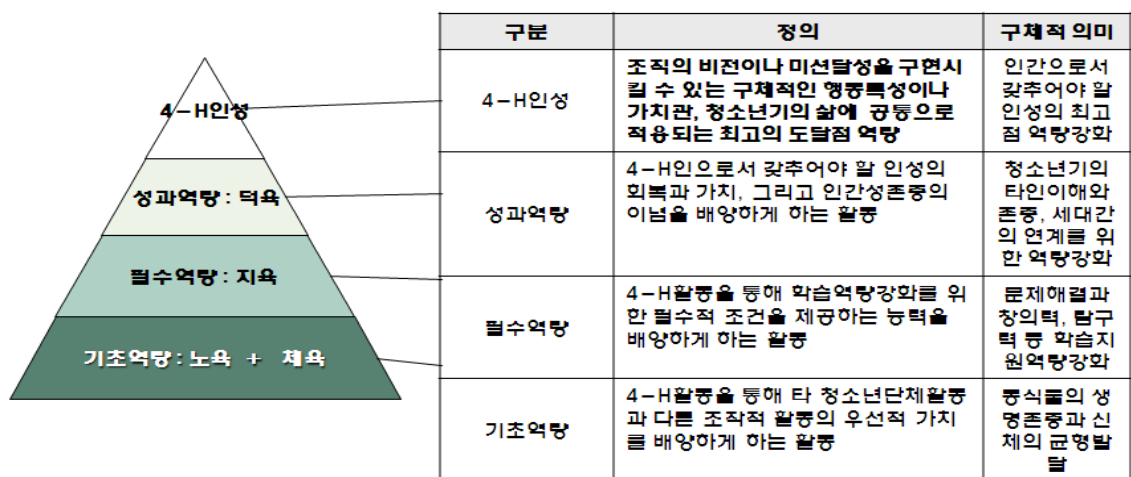 4-H인성
성과역량 : 덕육
필수역량 : 지육
기초역량 : 노육 + 체육
구분 정의 구체적 의미
4-H인성
조직의 비전이나 미션달성을 구현시
킬 수 있는 구체적인 행동특성이나
가치관, 청소년기의 삶에 공통으로
적용되는 최고의 도달점 역량
인간으로서
갖추어야 할
인성의 최고
점 역량강화
성과역량
4-H인으로서 갖추어야 할 인성의
회복과 가치, 그리고 인간성존중의
이념을 배양하게 하는 활동
청소년기의
타인이해와
존중, 세대간
의 연계를 위
한 역량강화
필수역량
4-H활동을 통해 학습역량강화를 위
한 필수적 조건을 제공하는 능력을
배양하게 하는 활동
문제해결과
창의력, 탐구
력 등 학습지
원역량강화
기초역량
4-H활동을 통해 타 청소년단체활동
과 다른 조작적 활동의 우선적 가치
를 배양하게 하는 활동
동식물의 생
명존중과 신
체의 균형발
달